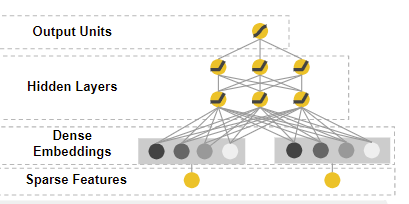 Output Units
Hidden Layers
Dense
Embeddings
Sparse Features